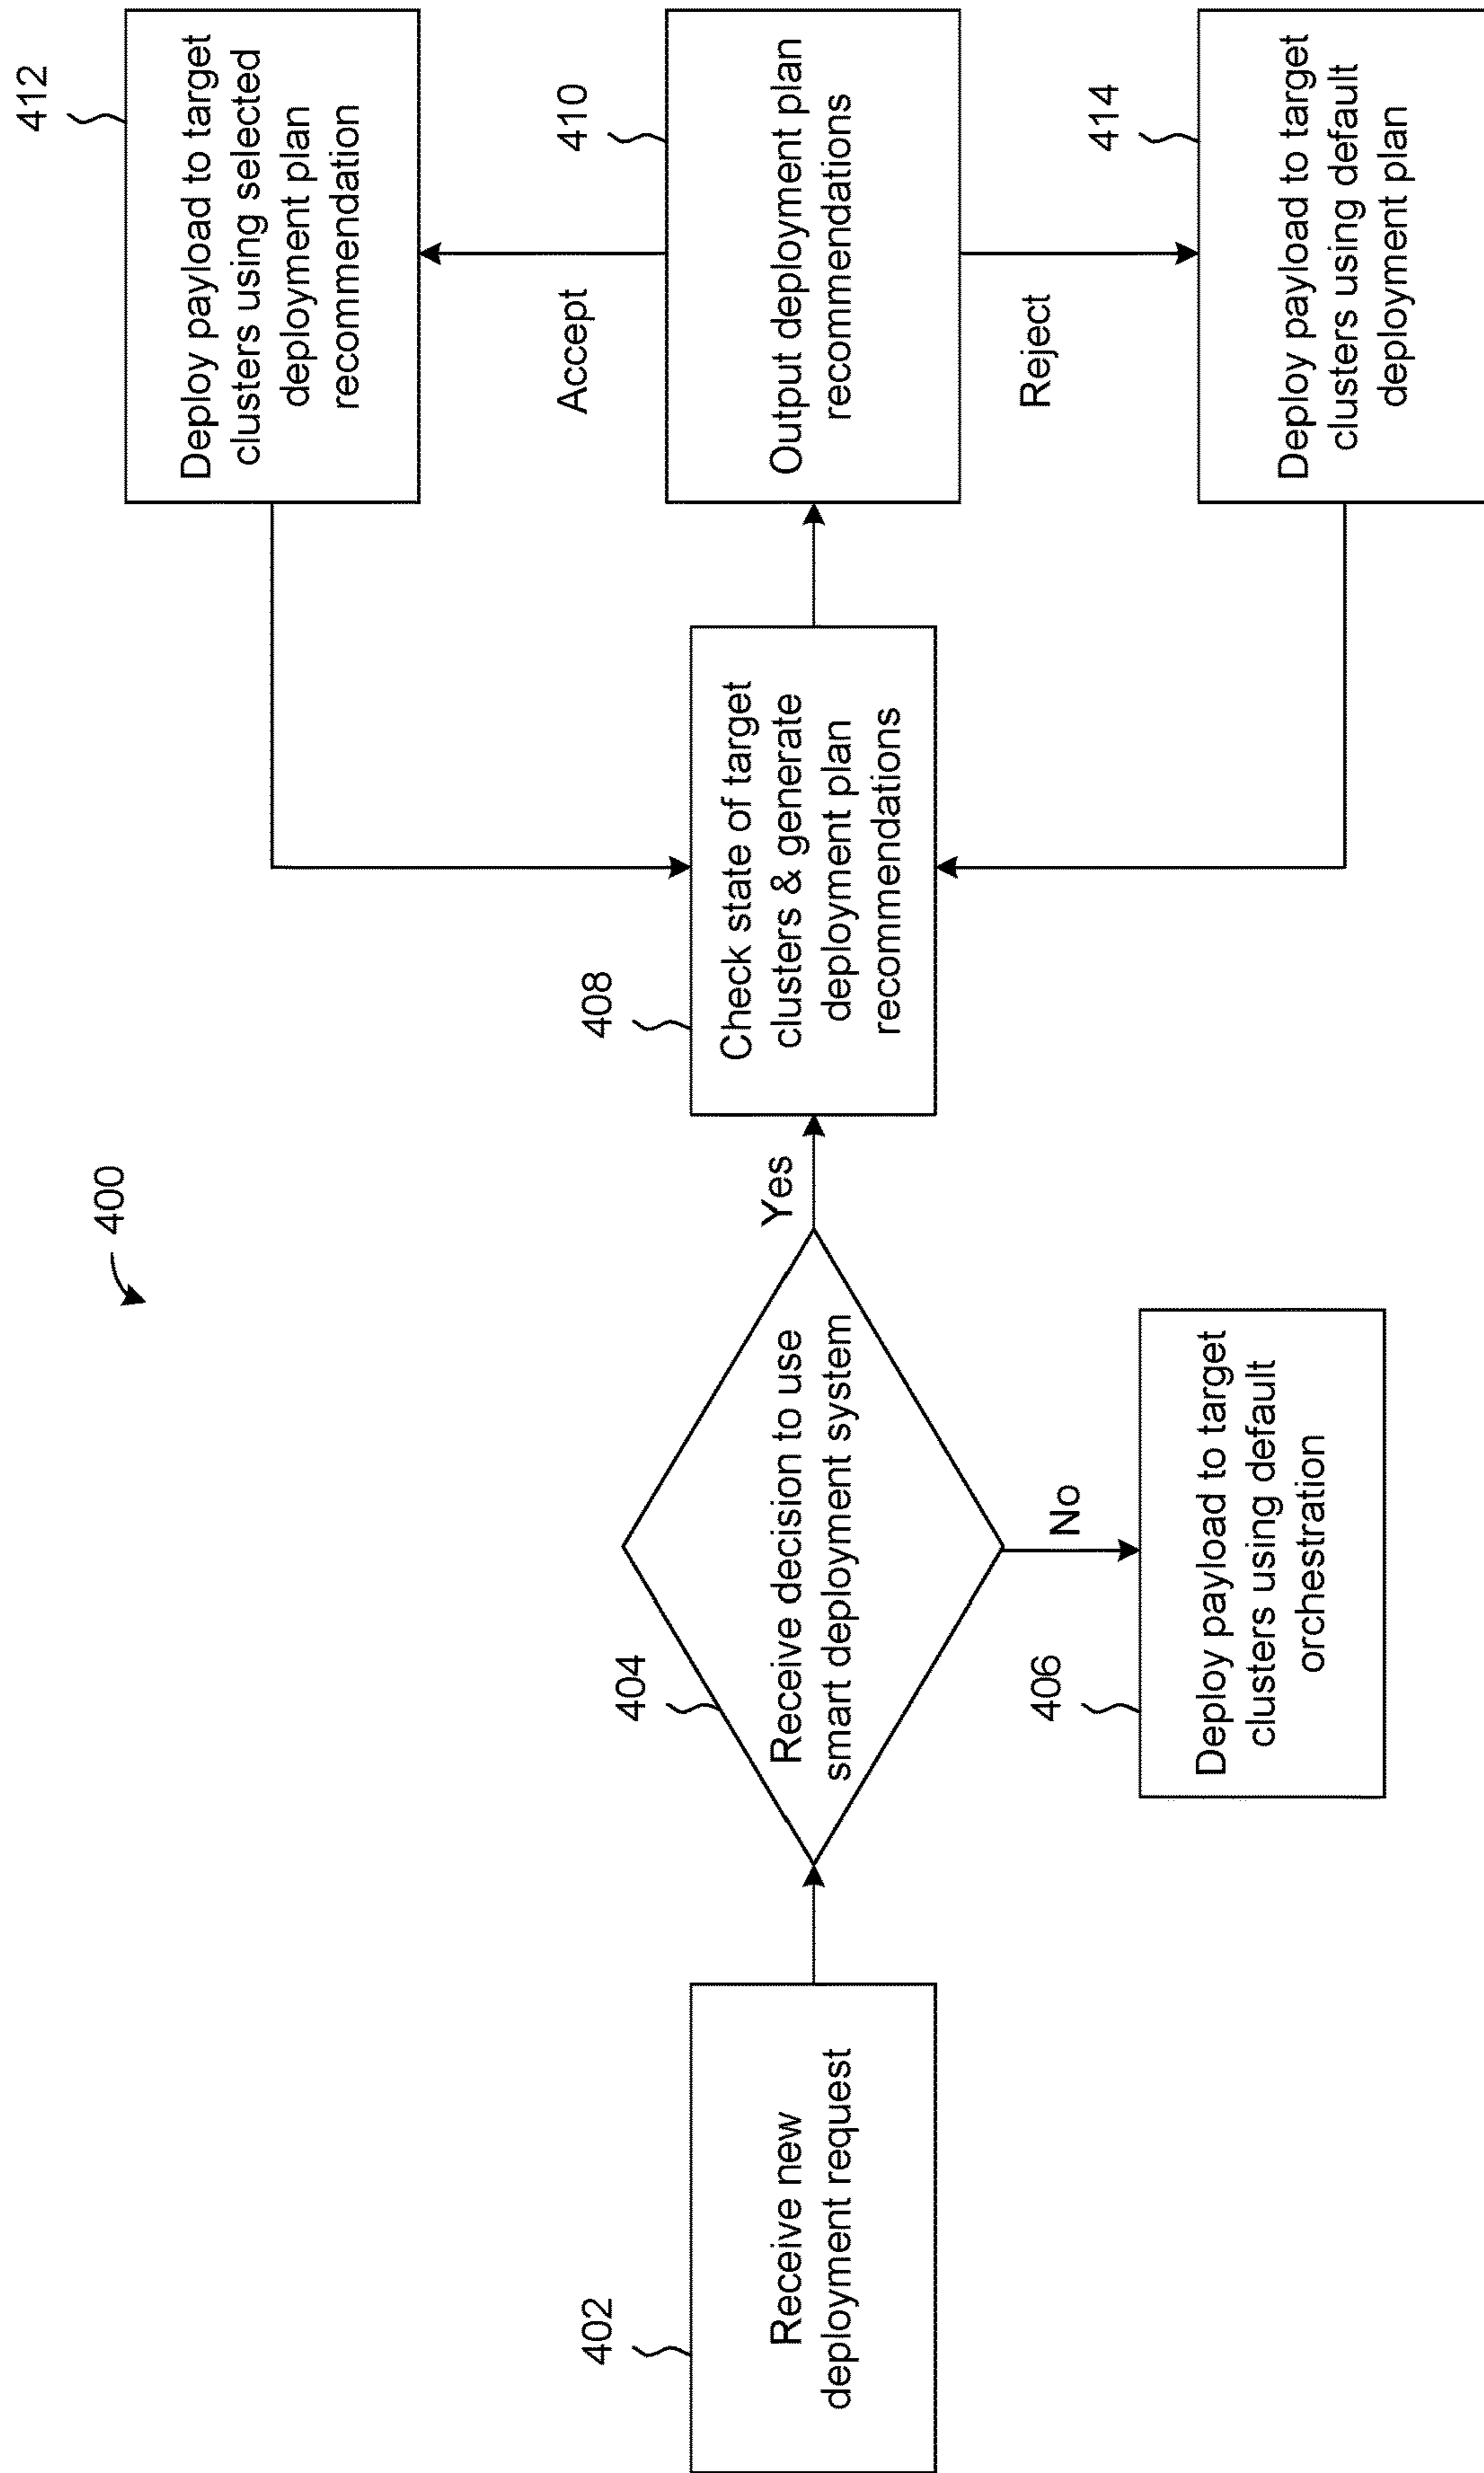 400
402
Receive new
deployment request
404
Receive decision to use
smart deployment system
Yes
No
406
Deploy payload to target
clusters using default
orchestration
408
Check state of target
clusters & generate
deployment plan
recommendations
410
Output deployment plan
recommendations
Accept
Reject
412
Deploy payload to target
clusters using selected
deployment plan
recommendation
414
Deploy payload to target
clusters using default
deployment plan